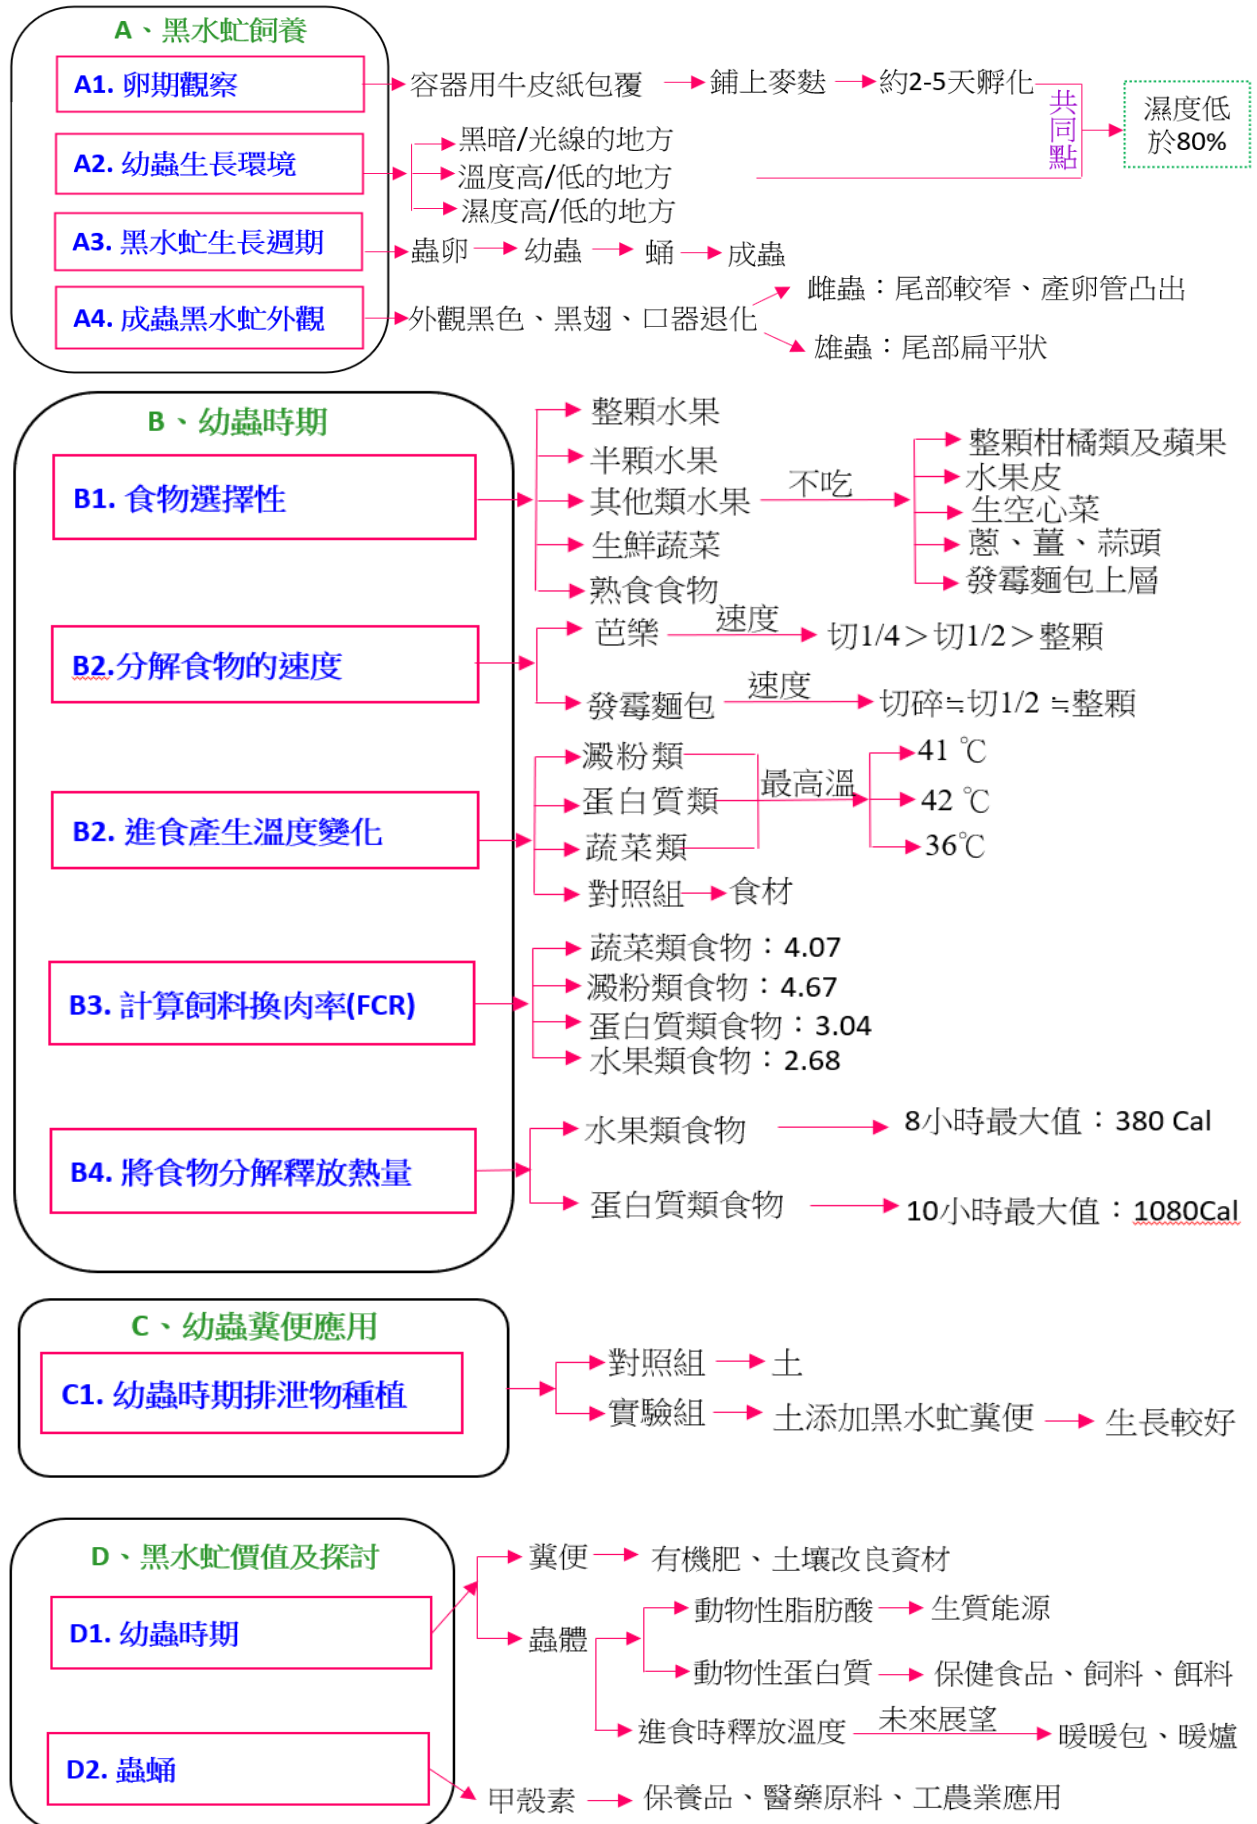 A、黑水虻飼養
A1. 卵期觀察
容器用牛皮紙包覆
鋪上麥麩
約2-5天孵化
共同點
濕度低
於80%
A2. 幼蟲生長環境
黑暗/光線的地方
溫度高/低的地方
濕度高/低的地方
A3. 黑水虻生長週期
蟲卵
幼蟲
蛹
成蟲
A4. 成蟲黑水虻外觀
外觀黑色、黑翅、口器退化
雌蟲：尾部較窄、產卵管凸出
雄蟲：尾部扁平狀
B、幼蟲時期
B1. 食物選擇性
整顆水果
半顆水果
其他類水果
生鮮蔬菜
熟食食物
不吃
整顆柑橘類及蘋果
水果皮
生空心菜
蔥、薑、蒜頭
發霉麵包上層
B2.分解食物的速度
芭樂
速度
切1/4＞切1/2＞整顆
發霉麵包
速度
切碎≒切1/2 ≒整顆
B2. 進食產生溫度變化
澱粉類
蛋白質類
蔬菜類
最高溫
41 ℃
42 ℃
36℃
對照組
食材
B3. 計算飼料換肉率(FCR)
蔬菜類食物：4.07
澱粉類食物：4.67
蛋白質類食物：3.04
水果類食物：2.68
B4. 將食物分解釋放熱量
水果類食物
8小時最大值：380 Cal
蛋白質類食物
10小時最大值：1080Cal
C、幼蟲糞便應用
C1. 幼蟲時期排泄物種植
對照組
土
實驗組
土添加黑水虻糞便
生長較好
D、黑水虻價值及探討
D1. 幼蟲時期
糞便
有機肥、土壤改良資材
蟲體
動物性脂肪酸
生質能源
動物性蛋白質
保健食品、飼料、餌料
進食時釋放溫度
未來展望
暖暖包、暖爐
D2. 蟲蛹
甲殼素
保養品、醫藥原料、工農業應用